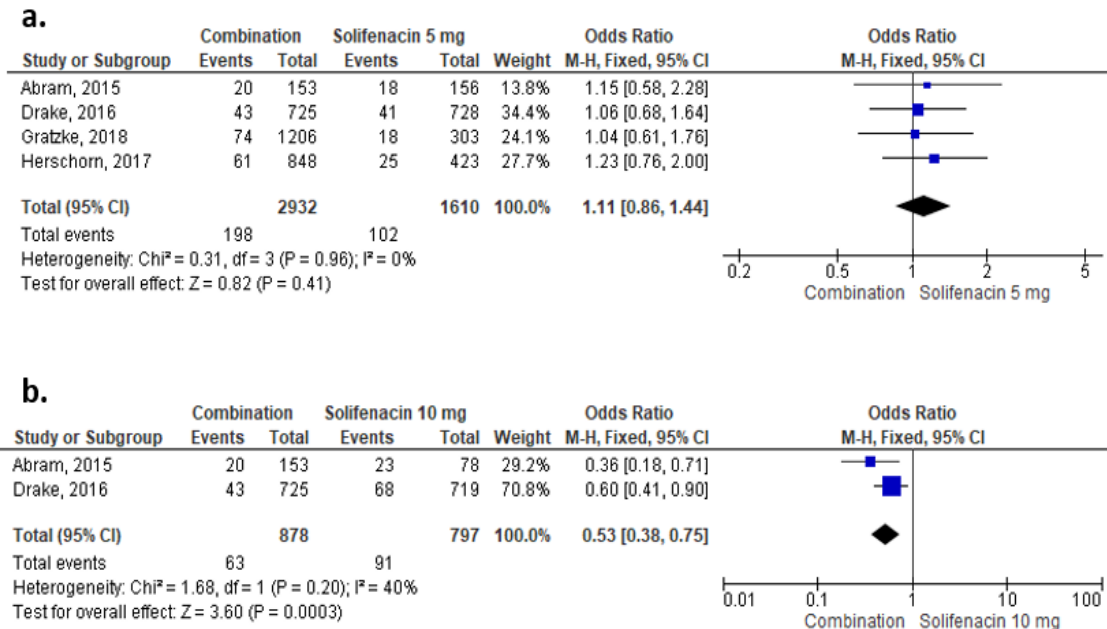 a.
Combination Solifenacin 5 mg Odds Ratio Odds Ratio
Study or Subgroup Events Total Events Total Weight M-H, Fixed, 95% CI M-H, Fixed, 95% CI
Abram, 2015 20 153 18 156 13.8% 1.15 [0.58, 2.28]
Drake, 2016 43 725 41 728 34.4% 1.06 [0.68, 1.64]
Gratzke, 2018 74 1206 18 303 24.1% 1.04 [0.61, 1.76]
Herschorn, 2017 61 848 25 423 27.7% 1.23 [0.76, 2.00]
Total (95% CI) 2932 1610 100.0% 1.11 [0.86, 1.44]
Total events 198 102
Heterogeneity: Chi² = 0.31, df = 3 (P = 0.96); I² = 0%
Test for overall effect: Z = 0.82 (P = 0.41)
0.2 0.5 1 2 5
Combination Solifenacin 5 mg
b.
Combination Solifenacin 10 mg Odds Ratio Odds Ratio
Study or Subgroup Events Total Events Total Weight M-H, Fixed, 95% CI M-H, Fixed, 95% CI
Abram, 2015 20 153 23 78 29.2% 0.36 [0.18, 0.71]
Drake, 2016 43 725 68 719 70.8% 0.60 [0.41, 0.90]
Total (95% CI) 878 797 100.0% 0.53 [0.38, 0.75]
Total events 63 91
Heterogeneity: Chi² = 1.68, df = 1 (P = 0.20); I² = 40%
Test for overall effect: Z = 3.60 (P = 0.0003)
0.01 0.1 1 10 100
Combination Solifenacin 10 mg